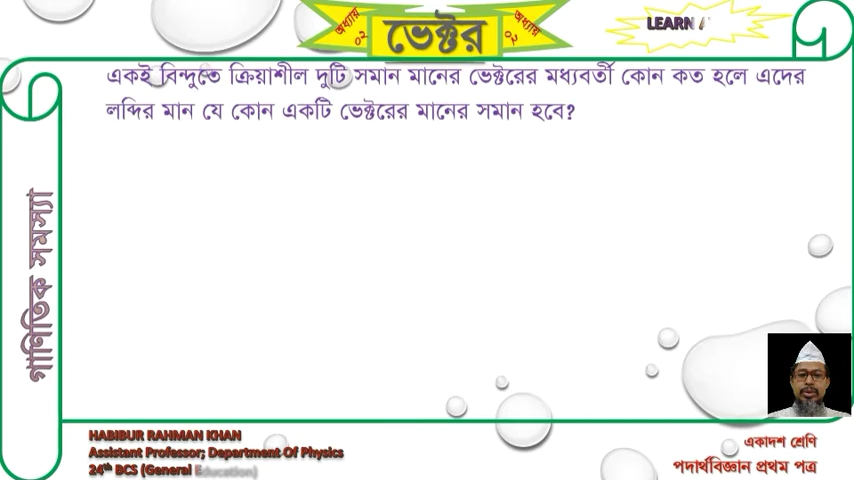 অধ্যায় ০২
ভেক্টর
অধ্যায় ০২
LEARN
একই বিন্দুতে ক্রিয়াশীল দুটি সমান মানের ভেক্টরের মধ্যবর্তী কোন কত হলে এদের
লব্দির মান যে কোন একটি ভেক্টরের মানের সমান হবে?
গাণিতিক সমস্যা
HABIBUR RAHMAN KHAN
Assistant Professor; Department Of Physics
24th BCS (General Education)
একাদশ শ্রেণি
পদার্থবিজ্ঞান প্রথম পত্র